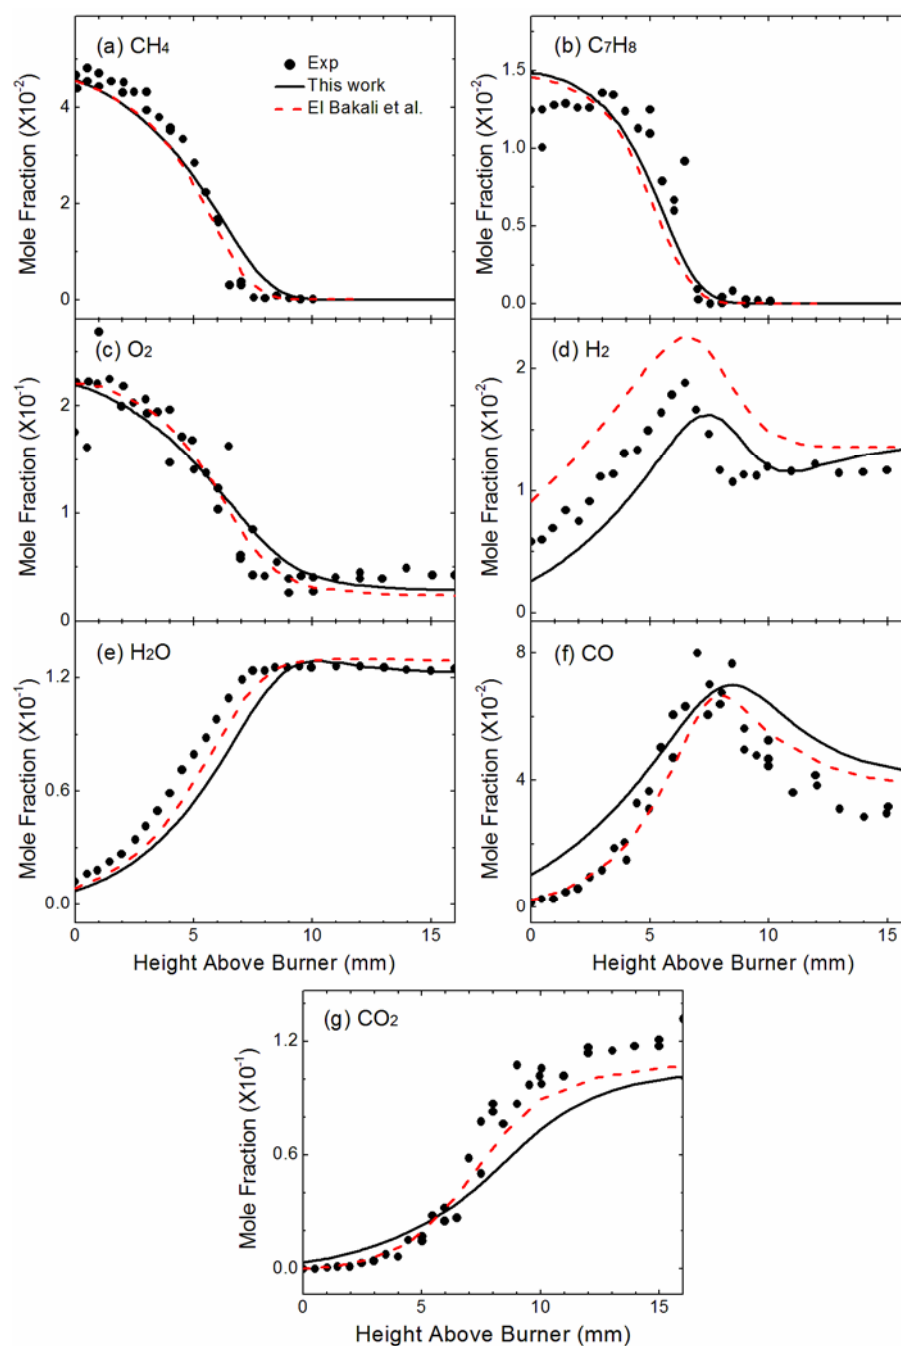 (a) CH4
Exp
This work
El Bakali et al.
Mole Fraction (X10-2)
4
2
0
(b) C7H8
Mole Fraction (X10-2)
1.5
1.0
0.5
0.0
(c) O2
Mole Fraction (X10-1)
2
1
0
(d) H2
Mole Fraction (X10-2)
2
1
0
(e) H2O
Mole Fraction (X10-1)
1.2
0.6
0.0
0 5 10 15
Height Above Burner (mm)
(f) CO
Mole Fraction (X10-2)
8
4
0
0 5 10 15
Height Above Burner (mm)
(g) CO2
Mole Fraction (X10-1)
1.2
0.6
0.0
0 5 10 15
Height Above Burner (mm)